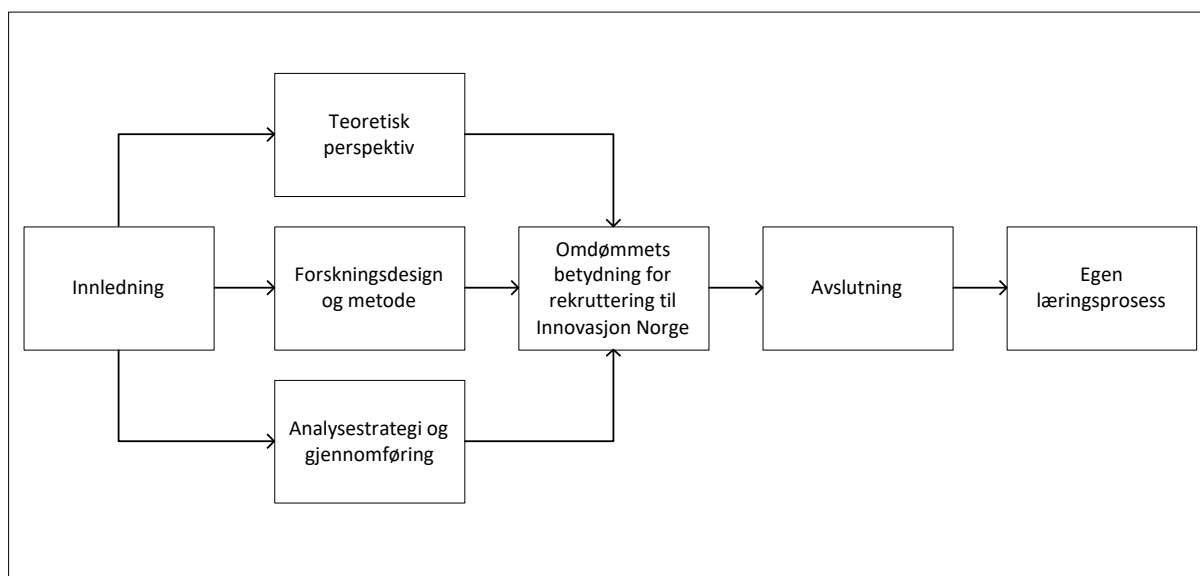 Teoretisk
perspektiv
Innledning
Forskningsdesign
og metode
Omdømmets
betydning for
rekruttering til
Innovasjon Norge
Avslutning
Egen
læringsprosess
Analysestrategi og
gjennomføring